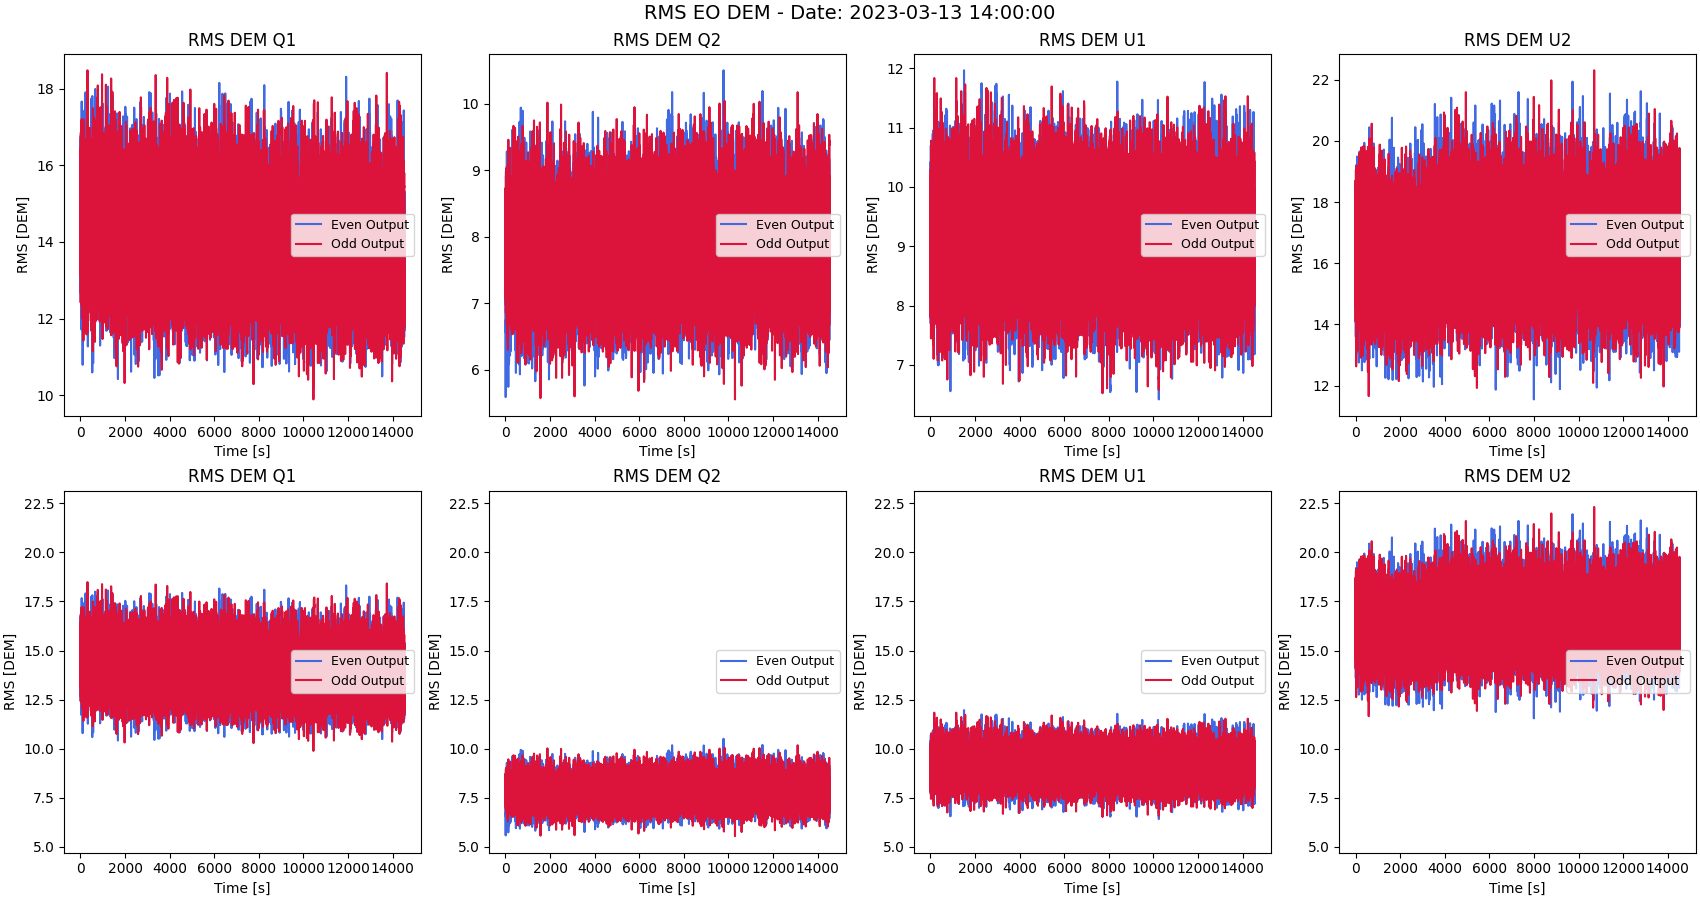 RMS EO DEM - Date: 2023-03-13 14:00:00
RMS DEM Q1
RMS [DEM]
18
16
14
12
10
Even Output
Odd Output
0 2000 4000 6000 8000 10000 12000 14000
Time [s]
RMS DEM Q2
RMS [DEM]
10
9
8
7
6
Even Output
Odd Output
0 2000 4000 6000 8000 10000 12000 14000
Time [s]
RMS DEM U1
RMS [DEM]
12
11
10
9
8
7
Even Output
Odd Output
0 2000 4000 6000 8000 10000 12000 14000
Time [s]
RMS DEM U2
RMS [DEM]
22
20
18
16
14
12
Even Output
Odd Output
0 2000 4000 6000 8000 10000 12000 14000
Time [s]
RMS DEM Q1
RMS [DEM]
22.5
20.0
17.5
15.0
12.5
10.0
7.5
5.0
Even Output
Odd Output
0 2000 4000 6000 8000 10000 12000 14000
Time [s]
RMS DEM Q2
RMS [DEM]
22.5
20.0
17.5
15.0
12.5
10.0
7.5
5.0
Even Output
Odd Output
0 2000 4000 6000 8000 10000 12000 14000
Time [s]
RMS DEM U1
RMS [DEM]
22.5
20.0
17.5
15.0
12.5
10.0
7.5
5.0
Even Output
Odd Output
0 2000 4000 6000 8000 10000 12000 14000
Time [s]
RMS DEM U2
RMS [DEM]
22.5
20.0
17.5
15.0
12.5
10.0
7.5
5.0
Even Output
Odd Output
0 2000 4000 6000 8000 10000 12000 14000
Time [s]